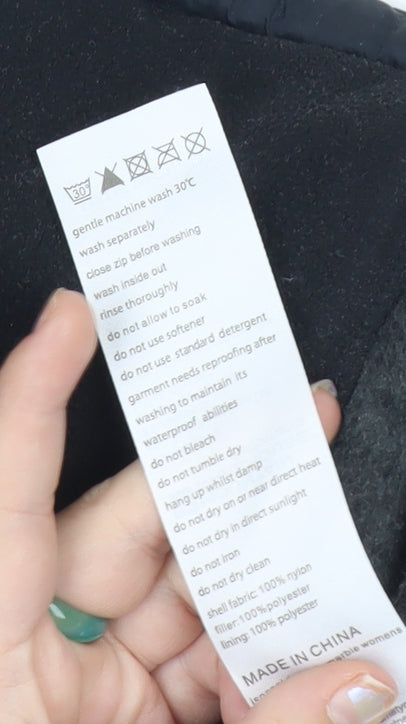 30°
gentle machine wash 30°C
wash separately
close zip before washing
wash inside out
rinse thoroughly
do not allow to soak
do not use softener
do not use standard detergent
garment needs reproofing after
washing to maintain its
waterproof abilities
do not bleach
do not tumble dry
hang up whilst damp
do not dry on or near direct heat
do not dry in direct sunlight
do not iron
do not dry clean
shell fabric: 100% nylon
filler:100%polyester
lining: 100% polyester
MADE IN CHINA
womens